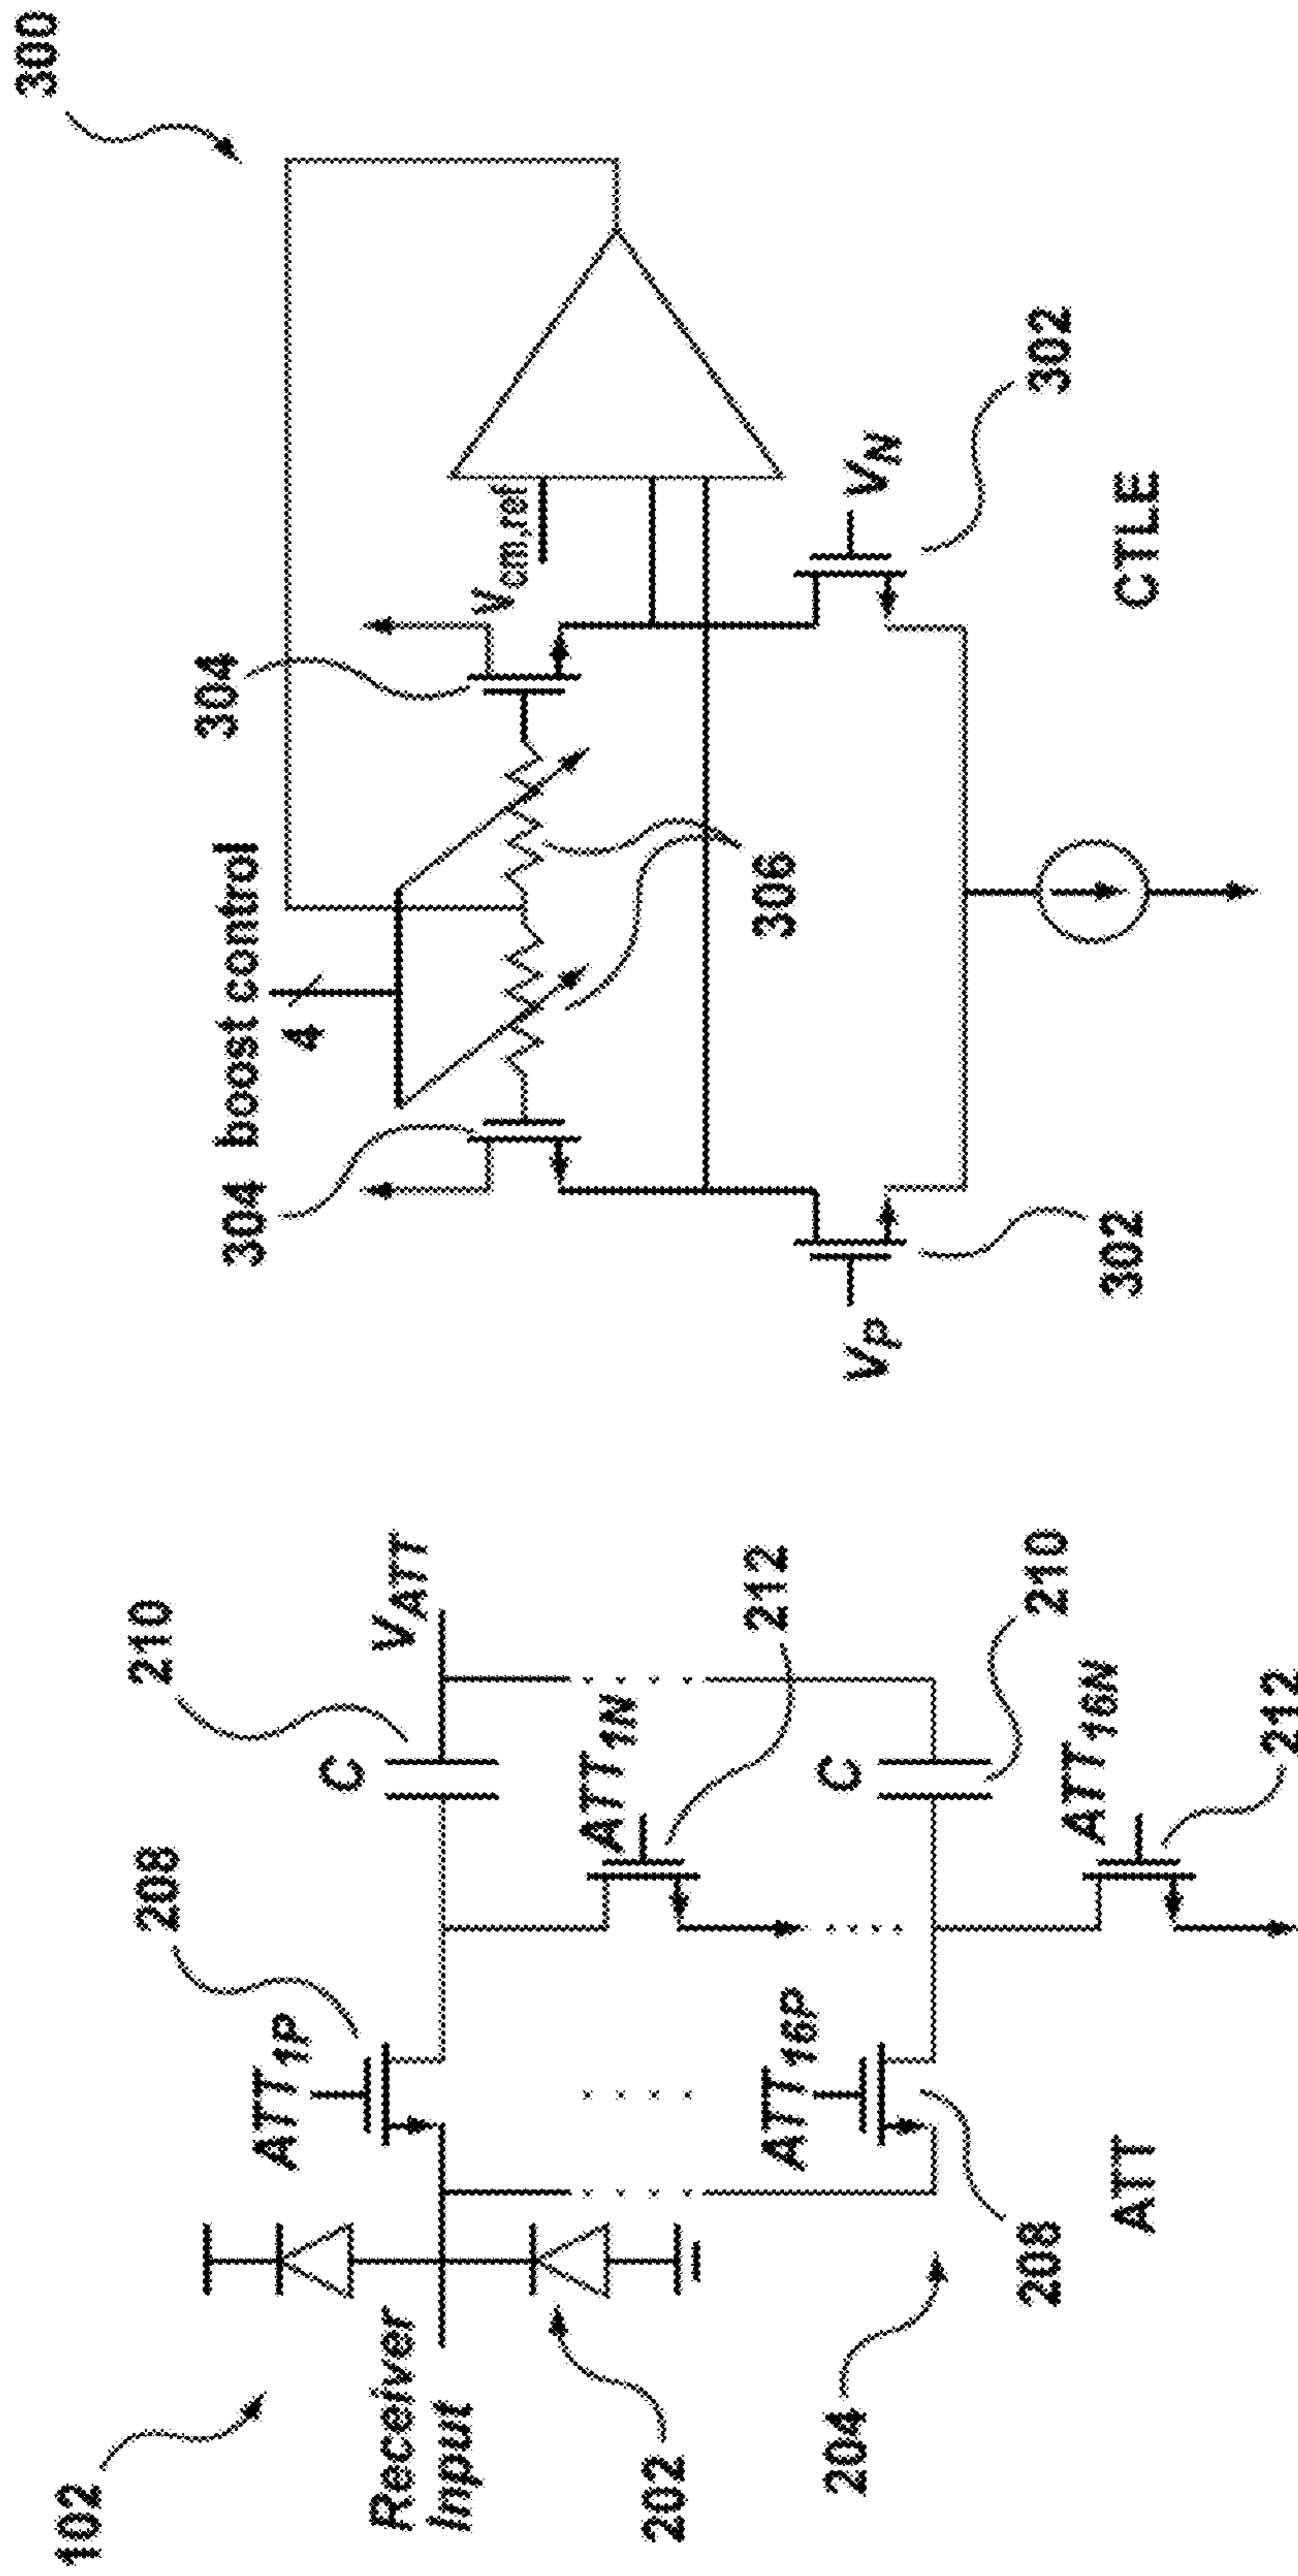 102
Receiver
Input
202
204
ATT1P
208
210
C
VATT
ATT1N
212
ATT16P
208
C
210
ATT16N
212
ATT
300
304
boost control
4
304
Vcm,ref
306
VP
302
VN
302
CTLE